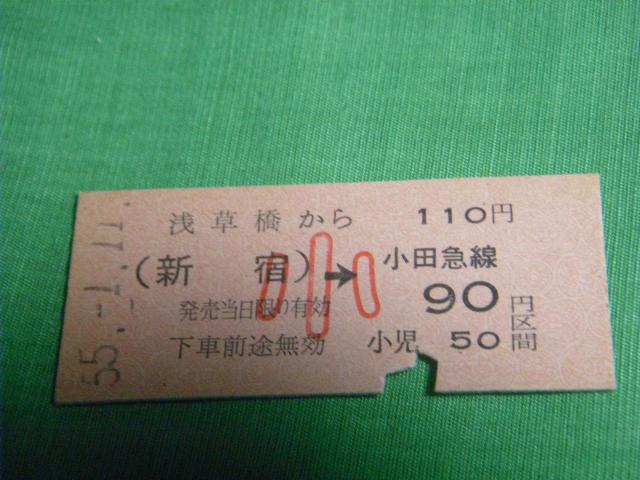 浅草橋から 110円
(新宿)→小田急線
90円区間
発売当日限り有効
下車前途無効 小児 50
小
55.-1.11.